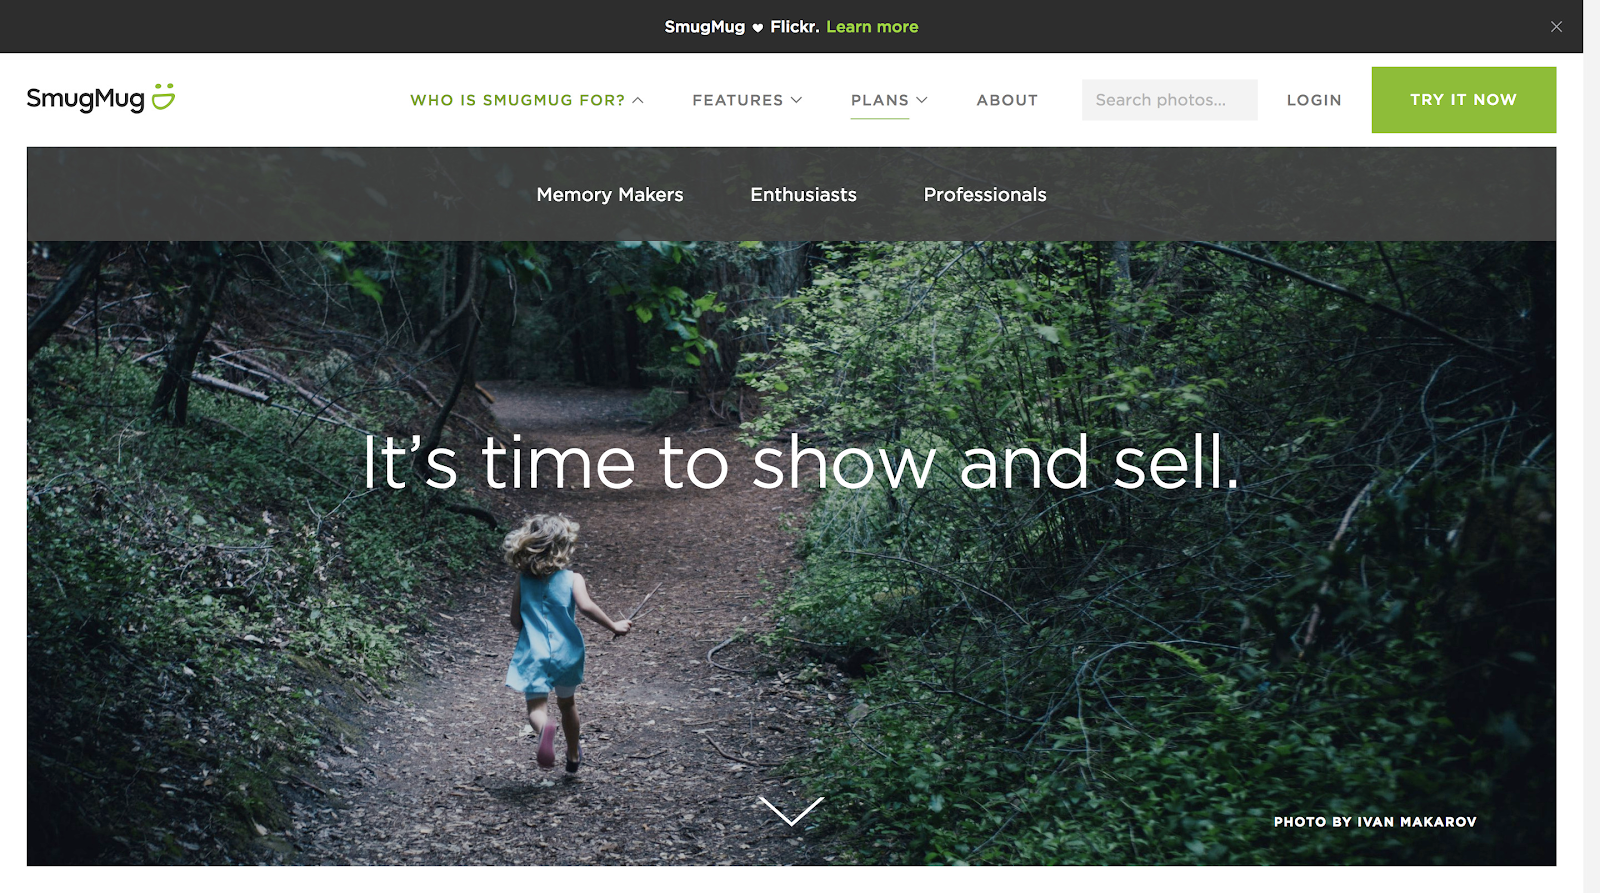 SmugMug ♥ Flickr. Learn more
SmugMug
WHO IS SMUGMUG FOR?
FEATURES
PLANS
ABOUT
Search photos...
LOGIN
TRY IT NOW
Memory Makers
Enthusiasts
Professionals
It’s time to show and sell.
PHOTO BY IVAN MAKAROV